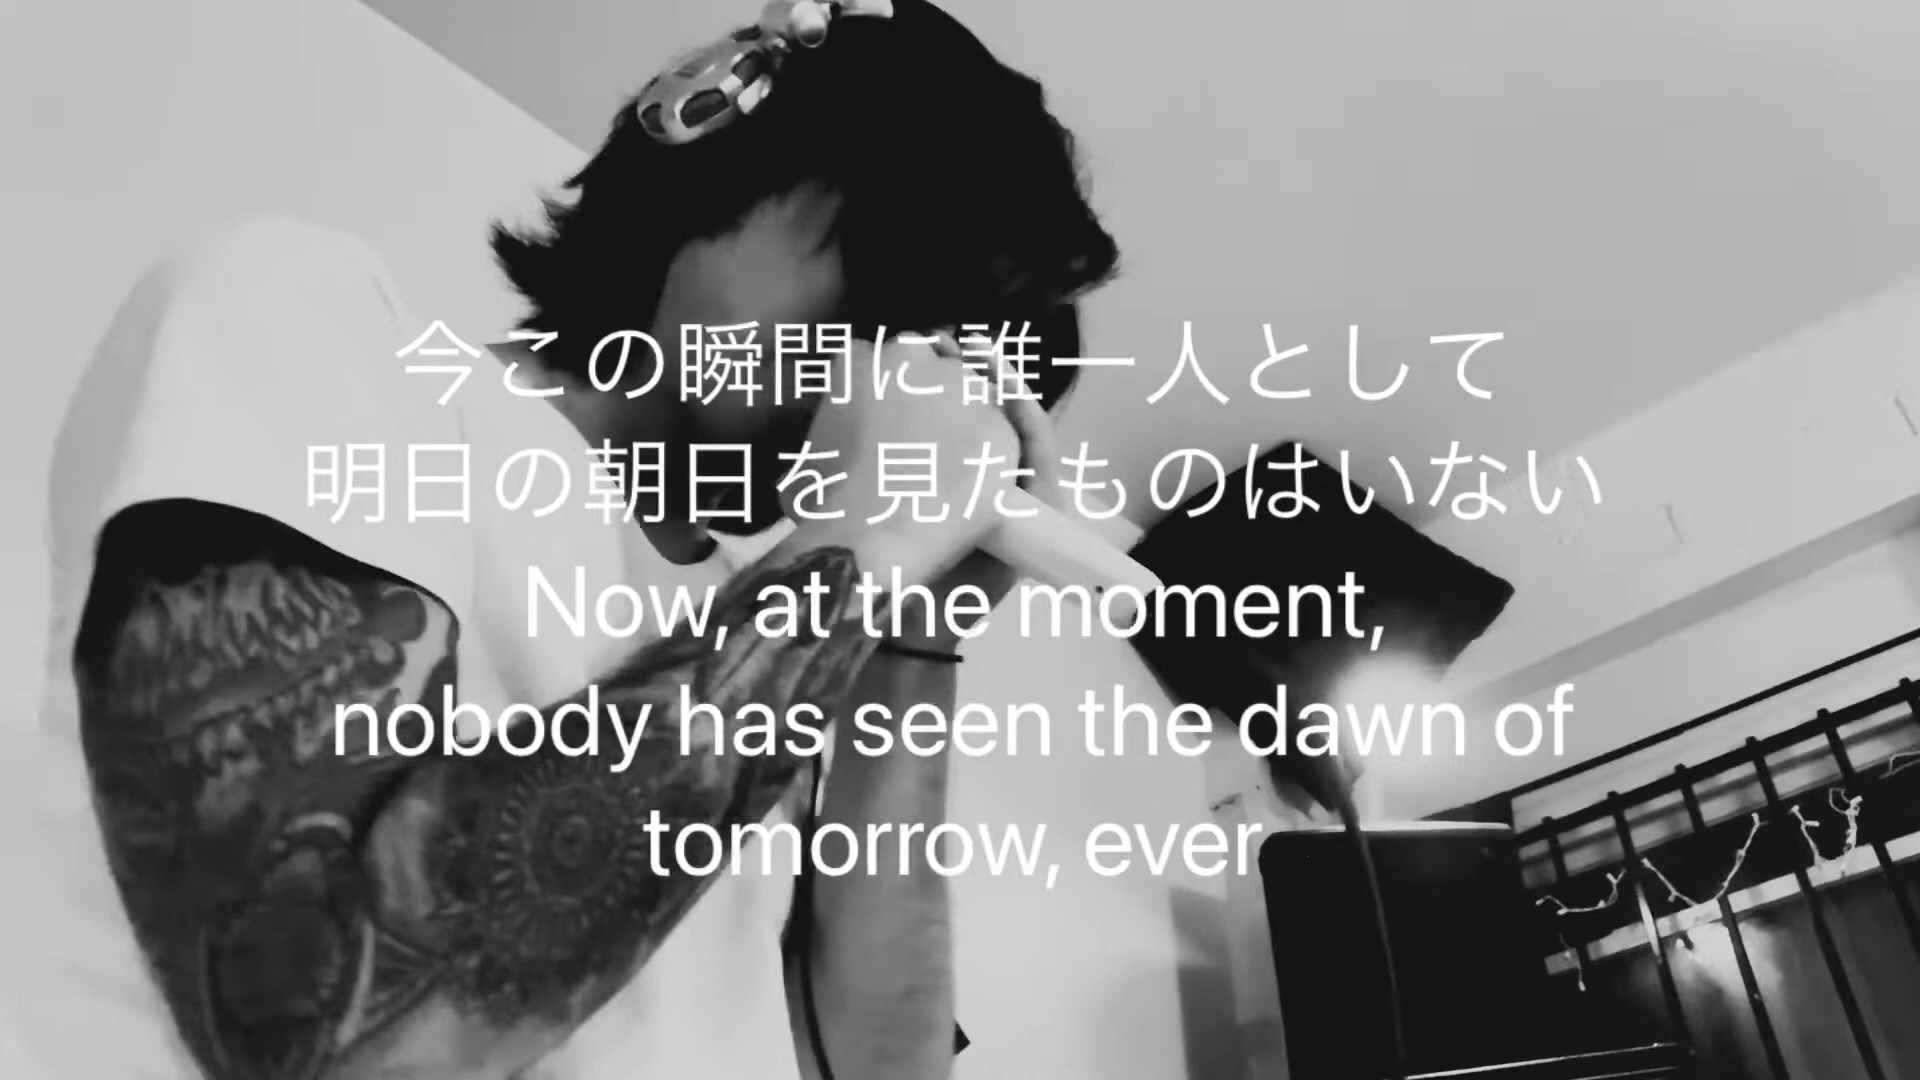 今この瞬間に誰一人として
明日の朝日を見たものはいない
Now, at the moment,
nobody has seen the dawn of
tomorrow, ever